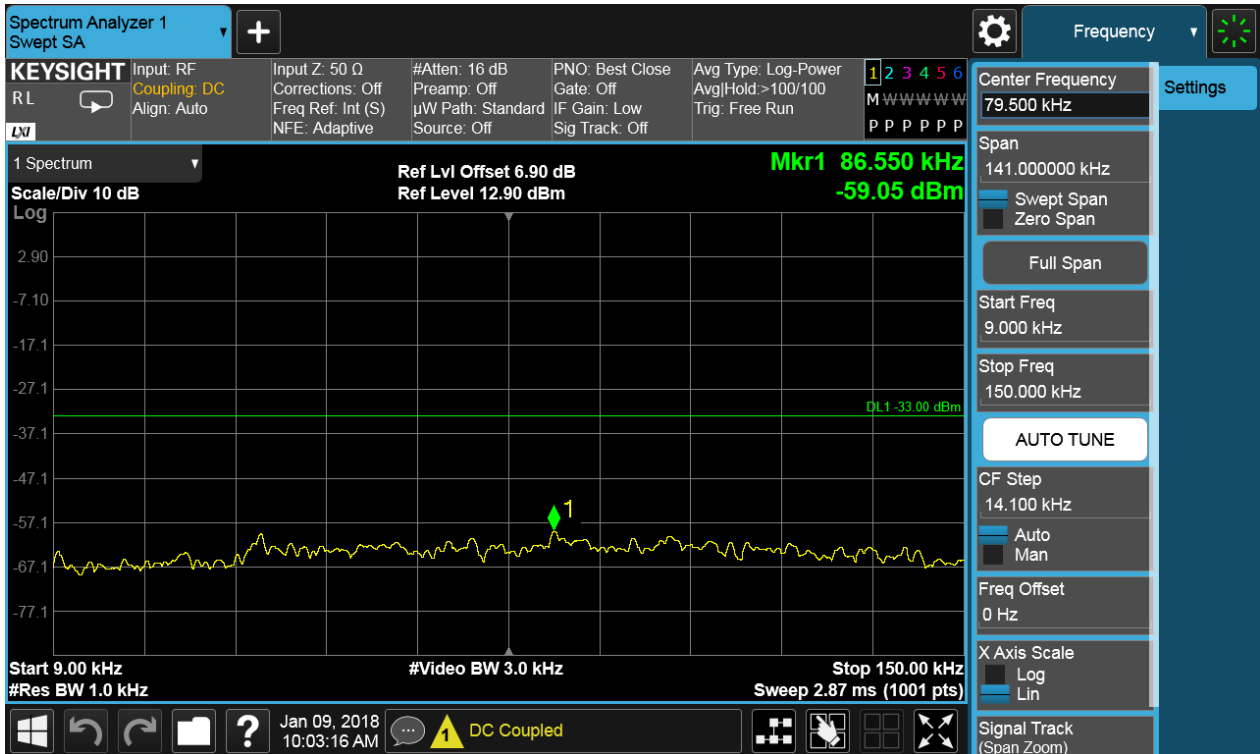 Spectrum Analyzer 1
Swept SA
+
Frequency
KEYSIGHT
RL
LXI
Input: RF
Coupling: DC
Align: Auto
Input Z: 50 Ω
Corrections: Off
Freq Ref: Int (S)
NFE: Adaptive
#Atten: 16 dB
Preamp: Off
µW Path: Standard
Source: Off
PNO: Best Close
Gate: Off
IF Gain: Low
Sig Track: Off
Avg Type: Log-Power
Avg|Hold:>100/100
Trig: Free Run
1 2 3 4 5 6
M W W W W W
P P P P P P
1 Spectrum
Scale/Div 10 dB
Ref Lvl Offset 6.90 dB
Ref Level 12.90 dBm
Mkr1 86.550 kHz
-59.05 dBm
Log
2.90
-7.10
-17.1
-27.1
DL1 -33.00 dBm
-37.1
-47.1
1
-57.1
-67.1
-77.1
Start 9.00 kHz
#Video BW 3.0 kHz
Stop 150.00 kHz
#Res BW 1.0 kHz
Sweep 2.87 ms (1001 pts)
?
Jan 09, 2018
10:03:16 AM
1
DC Coupled
Center Frequency
79.500 kHz
Settings
Span
141.000000 kHz
Swept Span
Zero Span
Full Span
Start Freq
9.000 kHz
Stop Freq
150.000 kHz
AUTO TUNE
CF Step
14.100 kHz
Auto
Man
Freq Offset
0 Hz
X Axis Scale
Log
Lin
Signal Track
(Span Zoom)